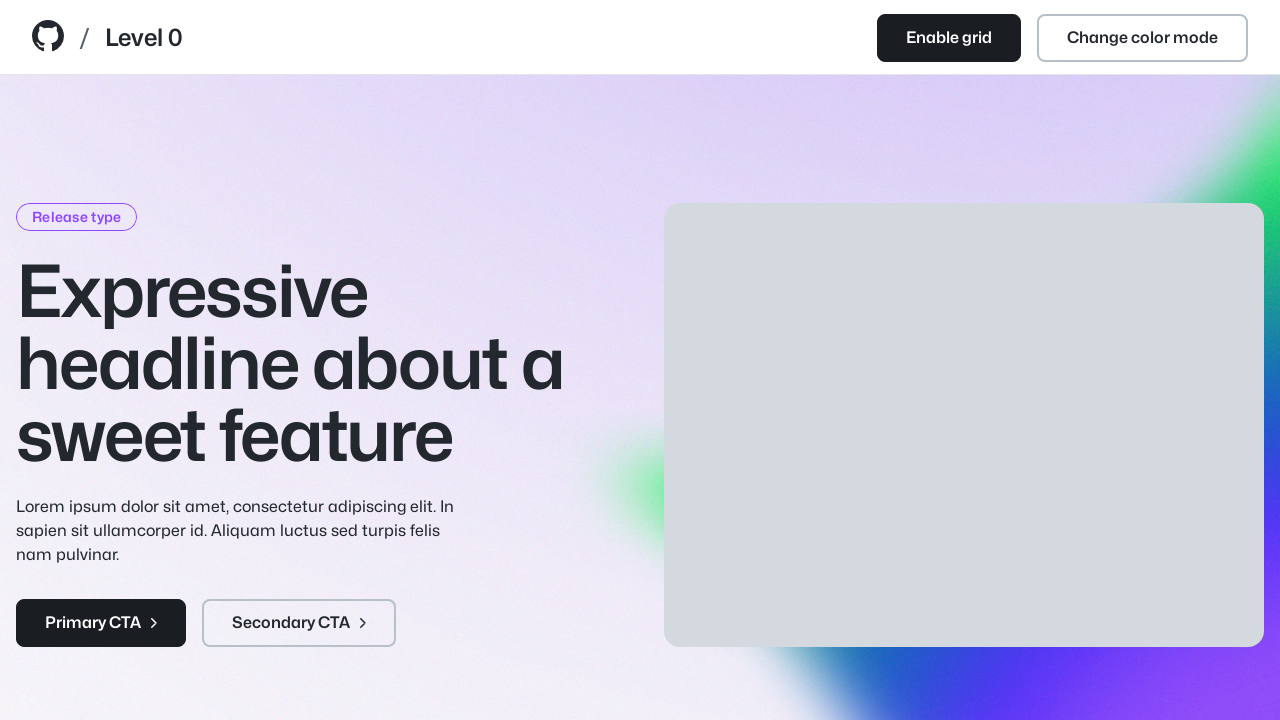 / Level 0
Enable grid
Change color mode
Release type
Expressive
headline about a
sweet feature
Lorem ipsum dolor sit amet, consectetur adipiscing elit. In
sapien sit ullamcorper id. Aliquam luctus sed turpis felis
nam pulvinar.
Primary CTA
Secondary CTA